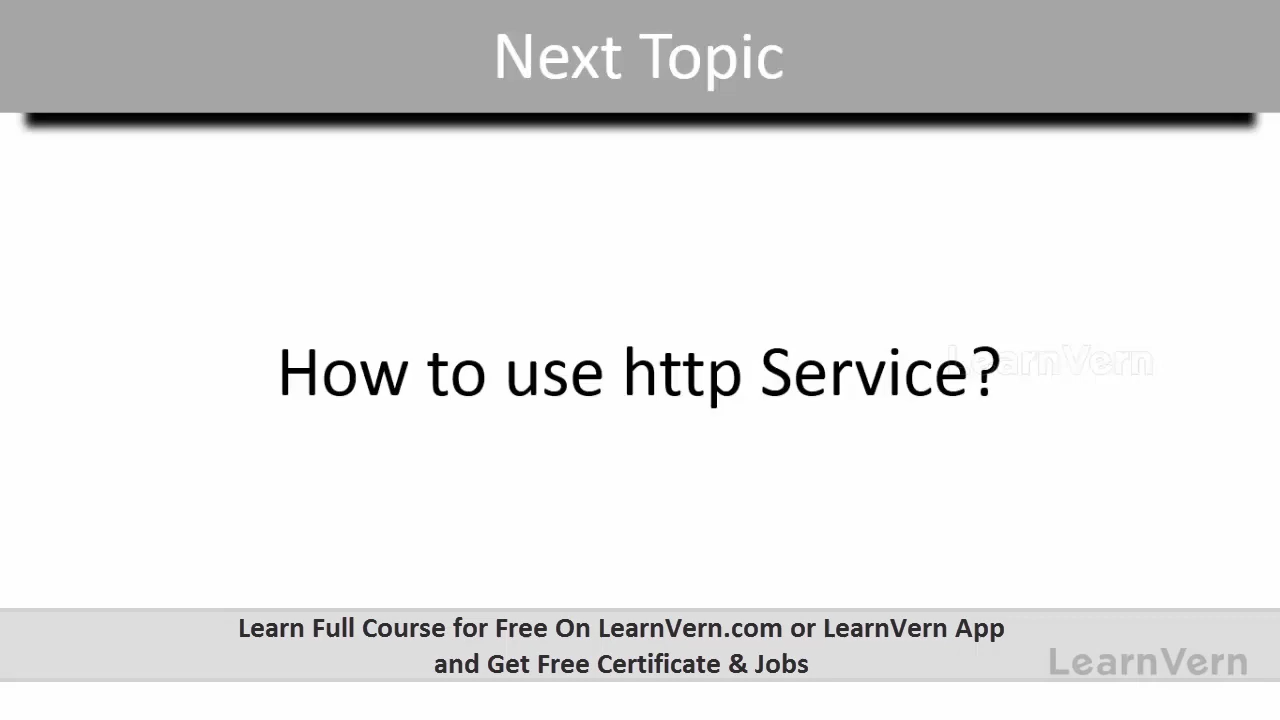 Next Topic
How to use http Service?
LearnVern
Learn Full Course for Free On LearnVern.com or LearnVern App
and Get Free Certificate & Jobs
LearnVern